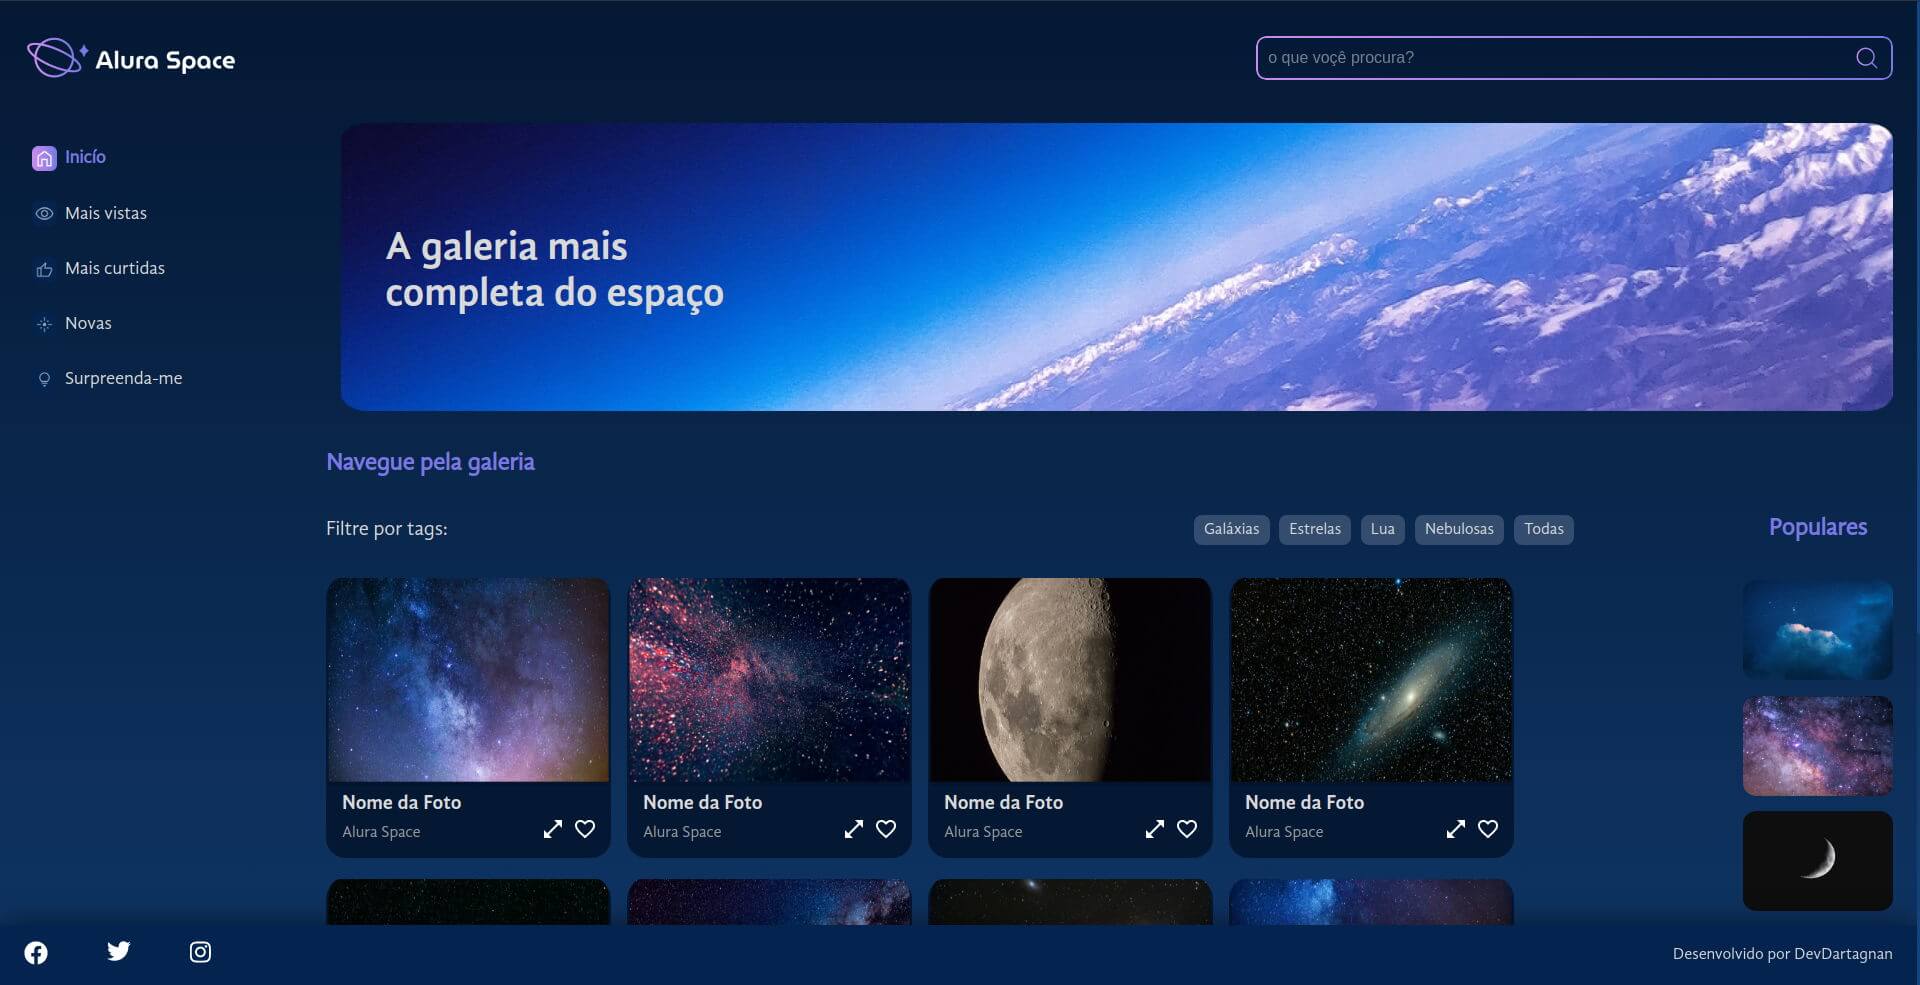 Alura Space
o que voçê procura?
Inicío
Mais vistas
Mais curtidas
Novas
Surpreenda-me
A galeria mais
completa do espaço
Navegue pela galeria
Filtre por tags:
Galáxias
Estrelas
Lua
Nebulosas
Todas
Populares
Nome da Foto
Alura Space
Nome da Foto
Alura Space
Nome da Foto
Alura Space
Nome da Foto
Alura Space
Desenvolvido por DevDartagnan